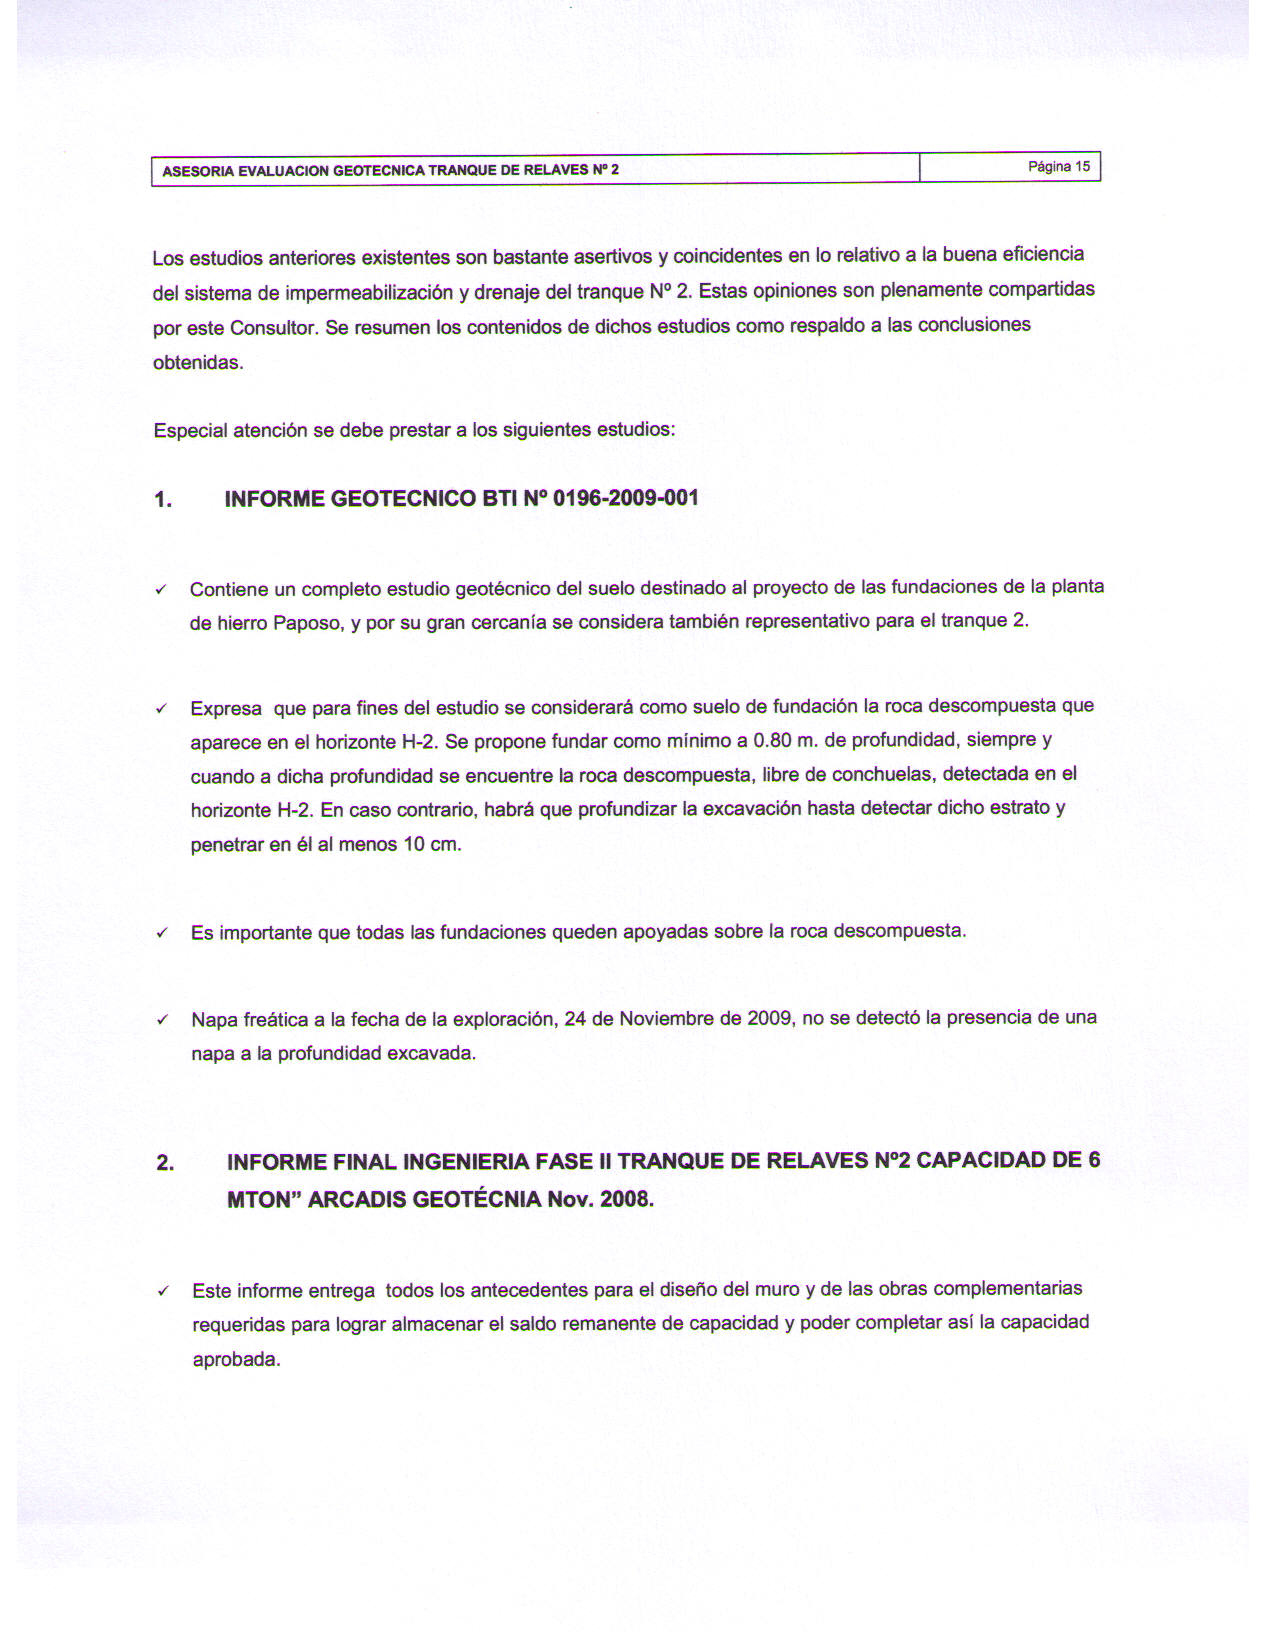 ASESORIA EVALUACION GEOTECNICA TRANQUE DE RELAVES Nº 2 Página 15
Los estudios anteriores existentes son bastante asertivos y coincidentes en lo relativo a la buena eficiencia
del sistema de impermeabilización y drenaje del tranque Nº 2. Estas opiniones son plenamente compartidas
por este Consultor. Se resumen los contenidos de dichos estudios como respaldo a las conclusiones
obtenidas.
Especial atención se debe prestar a los siguientes estudios:
1. INFORME GEOTECNICO BTI Nº 0196-2009-001
✓ Contiene un completo estudio geotécnico del suelo destinado al proyecto de las fundaciones de la planta
de hierro Paposo, y por su gran cercanía se considera también representativo para el tranque 2.
✓ Expresa que para fines del estudio se considerará como suelo de fundación la roca descompuesta que
aparece en el horizonte H-2. Se propone fundar como mínimo a 0.80 m. de profundidad, siempre y
cuando a dicha profundidad se encuentre la roca descompuesta, libre de conchuelas, detectada en el
horizonte H-2. En caso contrario, habrá que profundizar la excavación hasta detectar dicho estrato y
penetrar en él al menos 10 cm.
✓ Es importante que todas las fundaciones queden apoyadas sobre la roca descompuesta.
✓ Napa freática a la fecha de la exploración, 24 de Noviembre de 2009, no se detectó la presencia de una
napa a la profundidad excavada.
2. INFORME FINAL INGENIERIA FASE II TRANQUE DE RELAVES Nº2 CAPACIDAD DE 6
MTON” ARCADIS GEOTÉCNIA Nov. 2008.
✓ Este informe entrega todos los antecedentes para el diseño del muro y de las obras complementarias
requeridas para lograr almacenar el saldo remanente de capacidad y poder completar así la capacidad
aprobada.